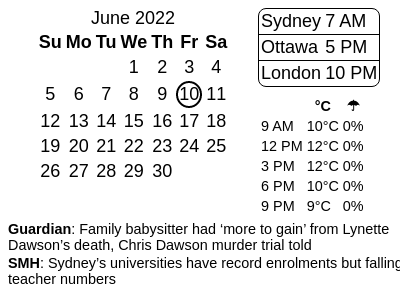 June 2022
Su Mo Tu We Th Fr Sa
1 2 3 4
5 6 7 8 9 10 11
12 13 14 15 16 17 18
19 20 21 22 23 24 25
26 27 28 29 30
Sydney 7 AM
Ottawa 5 PM
London 10 PM
°C ☂
9 AM 10°C 0%
12 PM 12°C 0%
3 PM 12°C 0%
6 PM 10°C 0%
9 PM 9°C 0%
Guardian: Family babysitter had ‘more to gain’ from Lynette
Dawson’s death, Chris Dawson murder trial told
SMH: Sydney’s universities have record enrolments but falling
teacher numbers